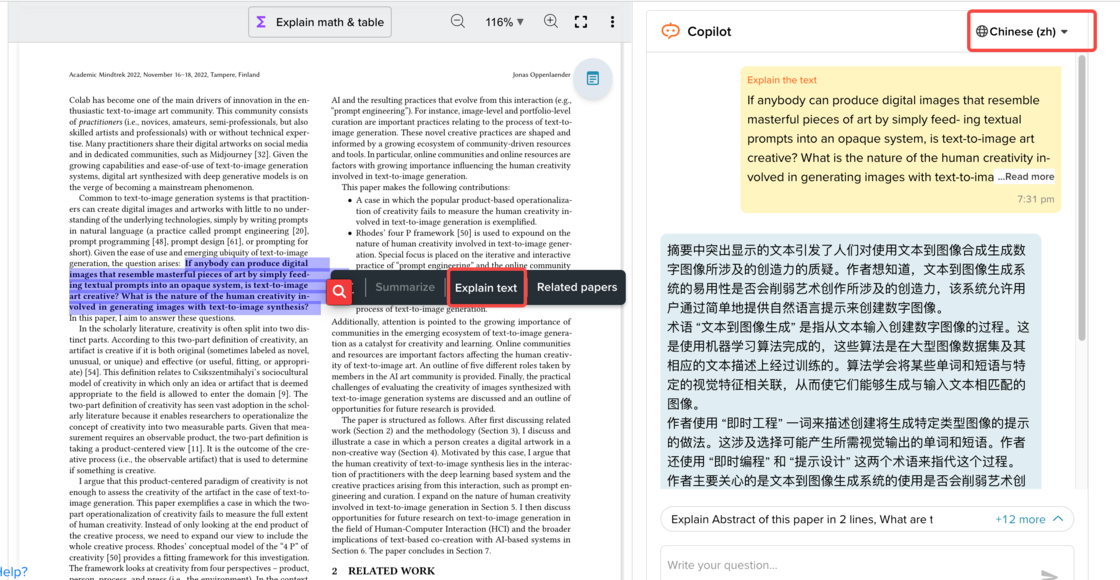 Explain math & table
116%
Academic Mindtrek 2022, November 16–18, 2022, Tampere, Finland
Jonas Oppenlaender
Colab has become one of the main drivers of innovation in the en-
thusiastic text-to-image art community. This community consists
of practitioners (i.e., novices, amateurs, semi-professionals, but also
skilled artists and professionals) with or without technical exper-
tise. Many practitioners share their digital artworks on social media
and in dedicated communities, such as Midjourney [32]. Given the
growing capabilities and ease-of-use of text-to-image generation
systems, digital art synthesized with deep generative models is on
the verge of becoming a mainstream phenomenon.
Common to text-to-image generation systems is that practition-
ers can create digital images and artworks with little to no under-
standing of the underlying technologies, simply by writing prompts
in natural language (a practice called prompt engineering [20],
prompt programming [48], prompt design [61], or prompting for
short). Given the ease of use and emerging ubiquity of text-to-image
generation, the question arises: If anybody can produce digital
images that resemble masterful pieces of art by simply feed-
ing textual prompts into an opaque system, is text-to-image
art creative? What is the nature of the human creativity in-
volved in generating images with text-to-image synthesis?
In this paper, I aim to answer these questions.
In the scholarly literature, creativity is often split into two dis-
tinct parts. According to this two-part definition of creativity, an
artifact is creative if it is both original (sometimes labeled as novel,
unusual, or unique) and effective (or useful, fitting, or appropri-
ate) [54]. This definition relates to Csikszentmihalyi's sociocultural
model of creativity in which only an idea or artifact that is deemed
appropriate to the field is allowed to enter the domain [9]. The
two-part definition of creativity has seen vast adoption in the schol-
arly literature because it enables researchers to operationalize the
concept of creativity into two measurable parts. Given that mea-
surement requires an observable product, the two-part definition is
taking a product-centered view [11]. It is the outcome of the cre-
ative process (i.e., the observable artifact) that is used to determine
if something is creative.
I argue that this product-centered paradigm of creativity is not
enough to assess the creativity of the artifact in the case of text-to-
image generation. This paper exemplifies a case in which the two-
part operationalization of creativity fails to measure the full extent
of human creativity. Instead of only looking at the end product of
the creative process, we need to expand our view to include the
whole creative process. Rhodes' conceptual model of the "4 P" of
creativity [50] provides a fitting framework for this investigation.
The framework looks at creativity from four perspectives – product,
person, process, and press (i.e., the environment). In the context
AI and the resulting practices that evolve from this interaction (e.g.,
"prompt engineering"). For instance, image-level and portfolio-level
curation are important practices relating to the process of text-to-
image generation. These novel creative practices are shaped and
informed by a growing ecosystem of community-driven resources
and tools. In particular, online communities and online resources are
factors with growing importance influencing the human creativity
involved in text-to-image generation.
This paper makes the following contributions:
• A case in which the popular product-based operationaliza-
tion of creativity fails to measure the human creativity in-
volved in text-to-image generation is exemplified.
• Rhodes' four P framework [50] is used to expound on the
nature of human creativity involved in text-to-image gener-
ation. Special focus is placed on the iterative and interactive
practice of "prompt engineering" and the online community
Summarize
Explain text
Related papers
process of text-to-image generation.
Additionally, attention is pointed to the growing importance of
communities in the emerging ecosystem of text-to-image genera-
tion as a catalyst for creativity and learning. Online communities
and resources are important factors affecting the human creativ-
ity of text-to-image art. An outline of five different roles taken by
members in the AI art community is provided. Finally, the practical
challenges of evaluating the creativity of images synthesized with
text-to-image generation systems are discussed and an outline of
opportunities for future research is provided.
The paper is structured as follows. After first discussing related
work (Section 2) and the methodology (Section 3), I discuss and
illustrate a case in which a person creates a digital artwork in a
non-creative way (Section 4). Motivated by this case, I argue that
the human creativity of text-to-image synthesis lies in the interac-
tion of practitioners with the deep learning based system and the
creative practices arising from this interaction, such as prompt en-
gineering and curation. I expand on the nature of human creativity
involved in text-to-image generation in Section 5. I then discuss
opportunities for future research on text-to-image generation in
the field of Human-Computer Interaction (HCI) and the broader
implications of text-based co-creation with AI-based systems in
Section 6. The paper concludes in Section 7.
2 RELATED WORK
Help?
Copilot
Chinese (zh)
Explain the text
If anybody can produce digital images that resemble
masterful pieces of art by simply feed- ing textual
prompts into an opaque system, is text-to-image art
creative? What is the nature of the human creativity in-
volved in generating images with text-to-ima ...Read more
7:31 pm
摘要中突出显示的文本引发了人们对使用文本到图像合成生成数
字图像所涉及的创造力的质疑。作者想知道，文本到图像生成系
统的易用性是否会削弱艺术创作所涉及的创造力，该系统允许用
户通过简单地提供自然语言提示来创建数字图像。
术语 “文本到图像生成” 是指从文本输入创建数字图像的过程。这
是使用机器学习算法完成的，这些算法是在大型图像数据集及其
相应的文本描述上经过训练的。算法学会将某些单词和短语与特
定的视觉特征相关联，从而使它们能够生成与输入文本相匹配的
图像。
作者使用 “即时工程” 一词来描述创建将生成特定类型图像的提示
的做法。这涉及选择可能产生所需视觉输出的单词和短语。作者
还使用 “即时编程” 和 “提示设计” 这两个术语来指代这个过程。
作者主要关心的是文本到图像生成系统的使用是否会削弱艺术创
Explain Abstract of this paper in 2 lines, What are t
+12 more
Write your question...